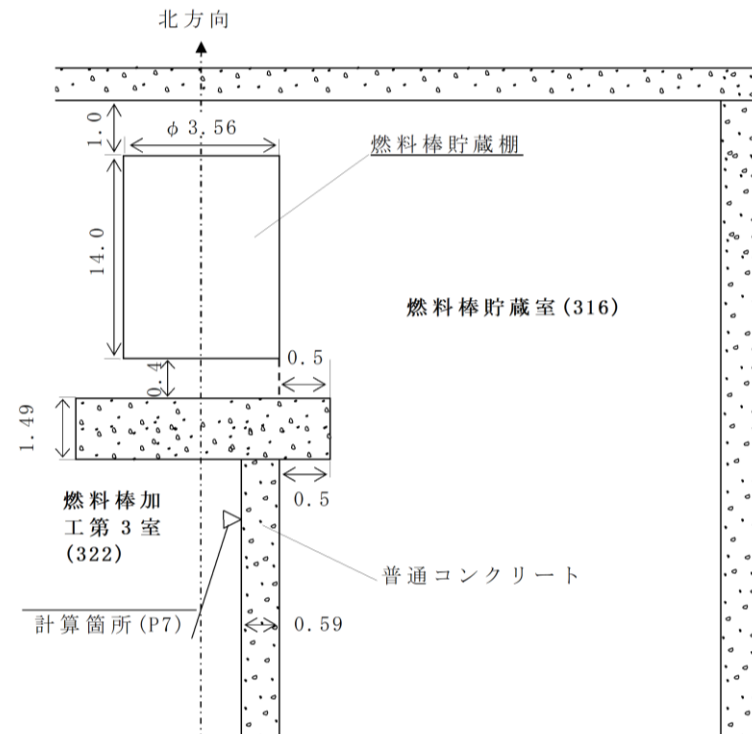 北方向
1.0
φ 3.56
燃料棒貯蔵棚
14.0
燃料棒貯蔵室(316)
0.4
0.5
1.49
0.5
燃料棒加
工第 3 室
(322)
普通コンクリート
計算箇所(P7)
0.59